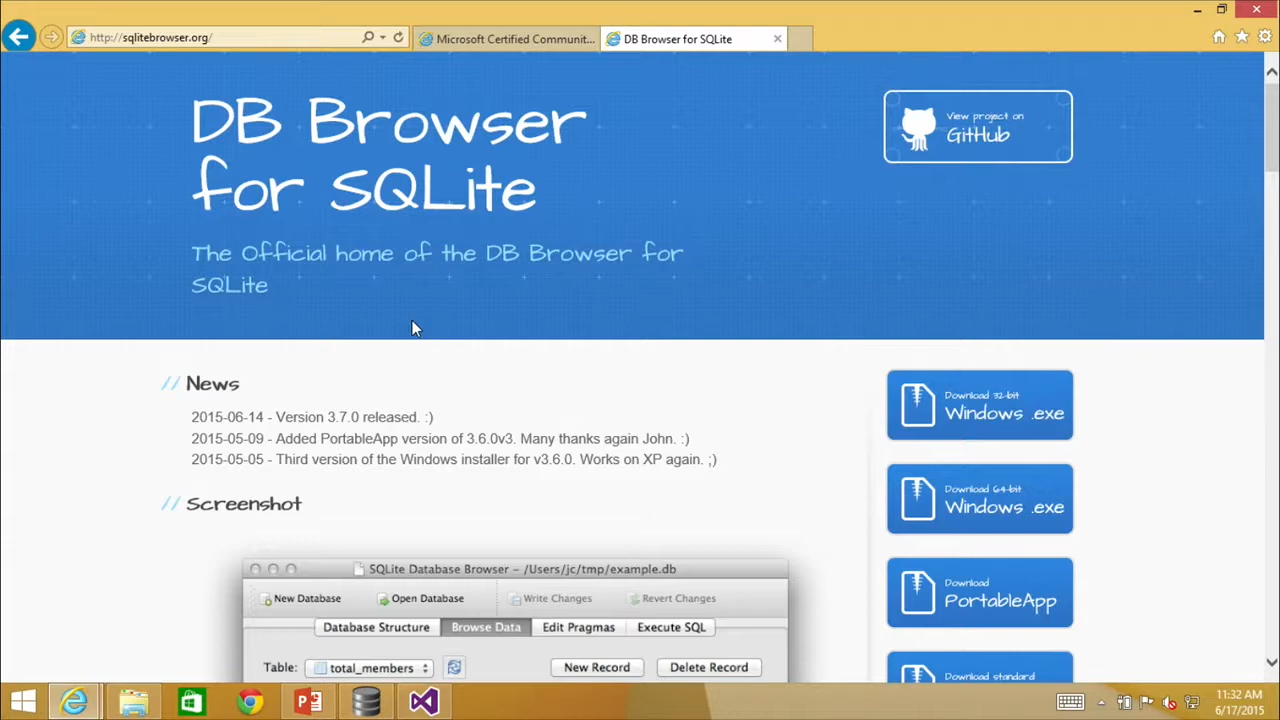 http://sqlitebrowser.org/
Microsoft Certified Communit...
DB Browser for SQLite
DB Browser
for SQLite
The Official home of the DB Browser for
SQLite
View project on
GitHub
// News
2015-06-14 - Version 3.7.0 released. :)
2015-05-09 - Added PortableApp version of 3.6.0v3. Many thanks again John. :)
2015-05-05 - Third version of the Windows installer for v3.6.0. Works on XP again. ;)
// Screenshot
SQLite Database Browser – /Users/jc/tmp/example.db
New Database
Open Database
Write Changes
Revert Changes
Database Structure
Browse Data
Edit Pragmas
Execute SQL
Table:
total_members
New Record
Delete Record
Download 32-bit
Windows .exe
Download 64-bit
Windows .exe
Download
PortableApp
Download standard
11:32 AM
6/17/2015